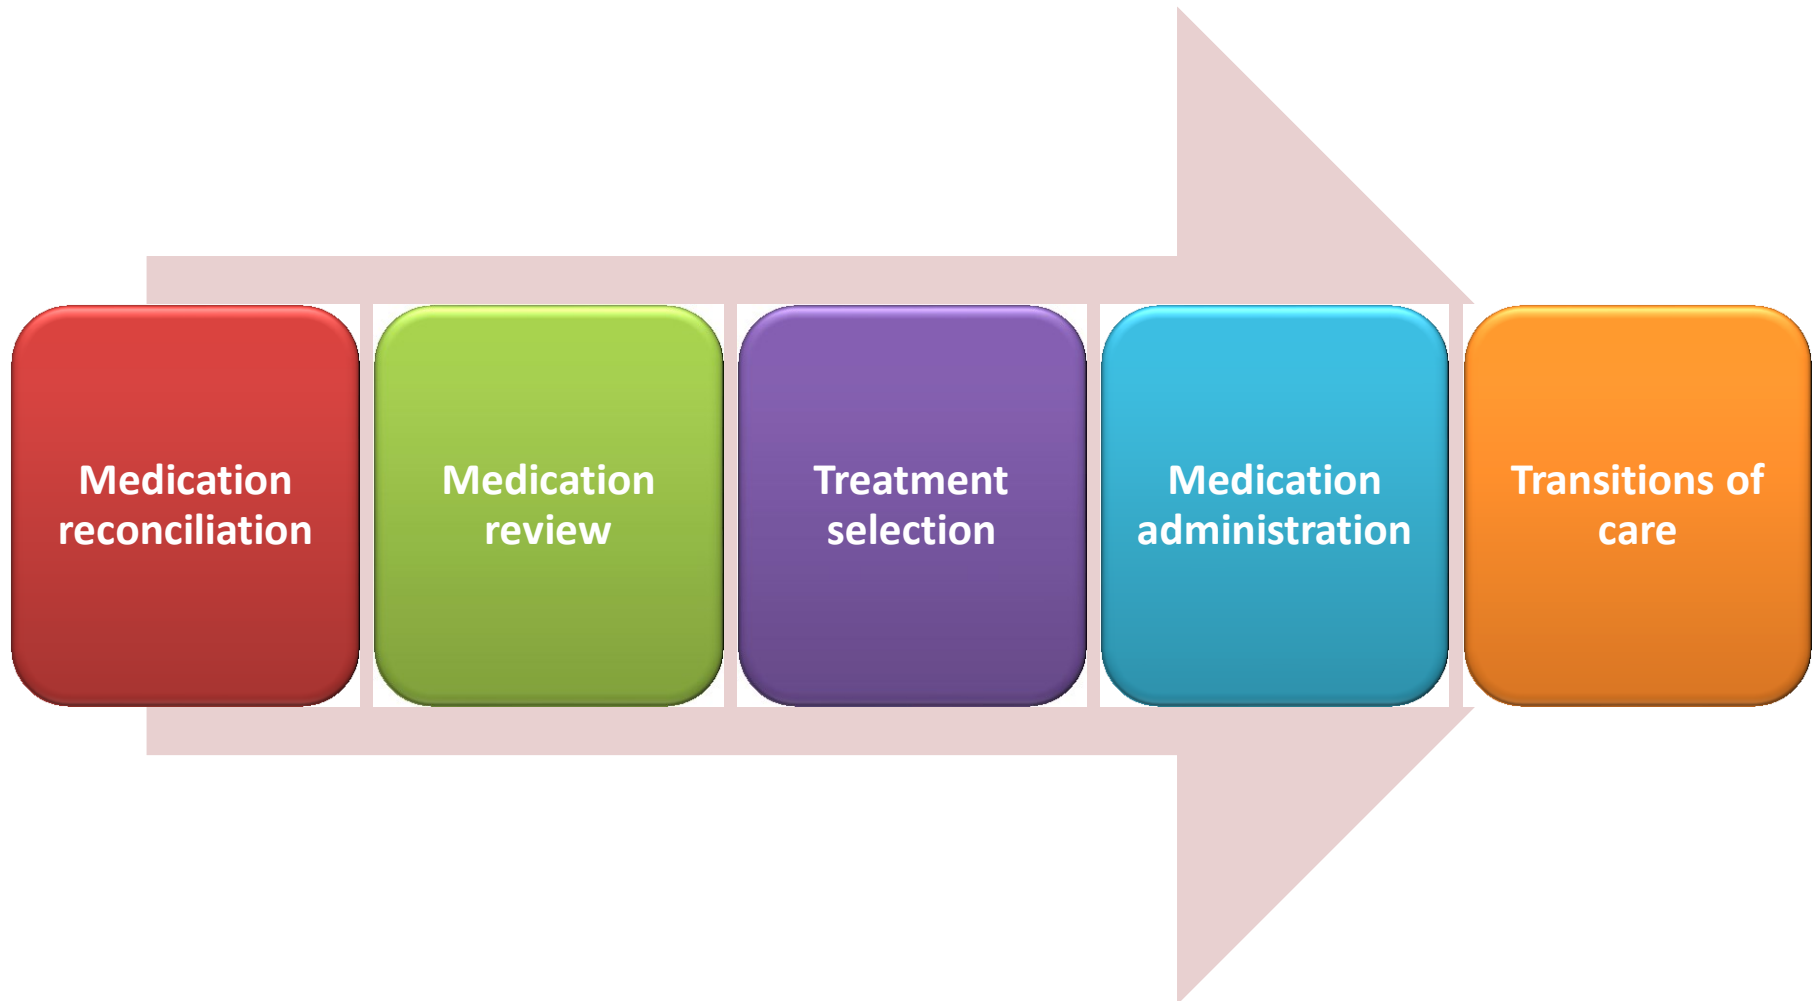 Medication
reconciliation
Medication
review
Treatment
selection
Medication
administration
Transitions of
care